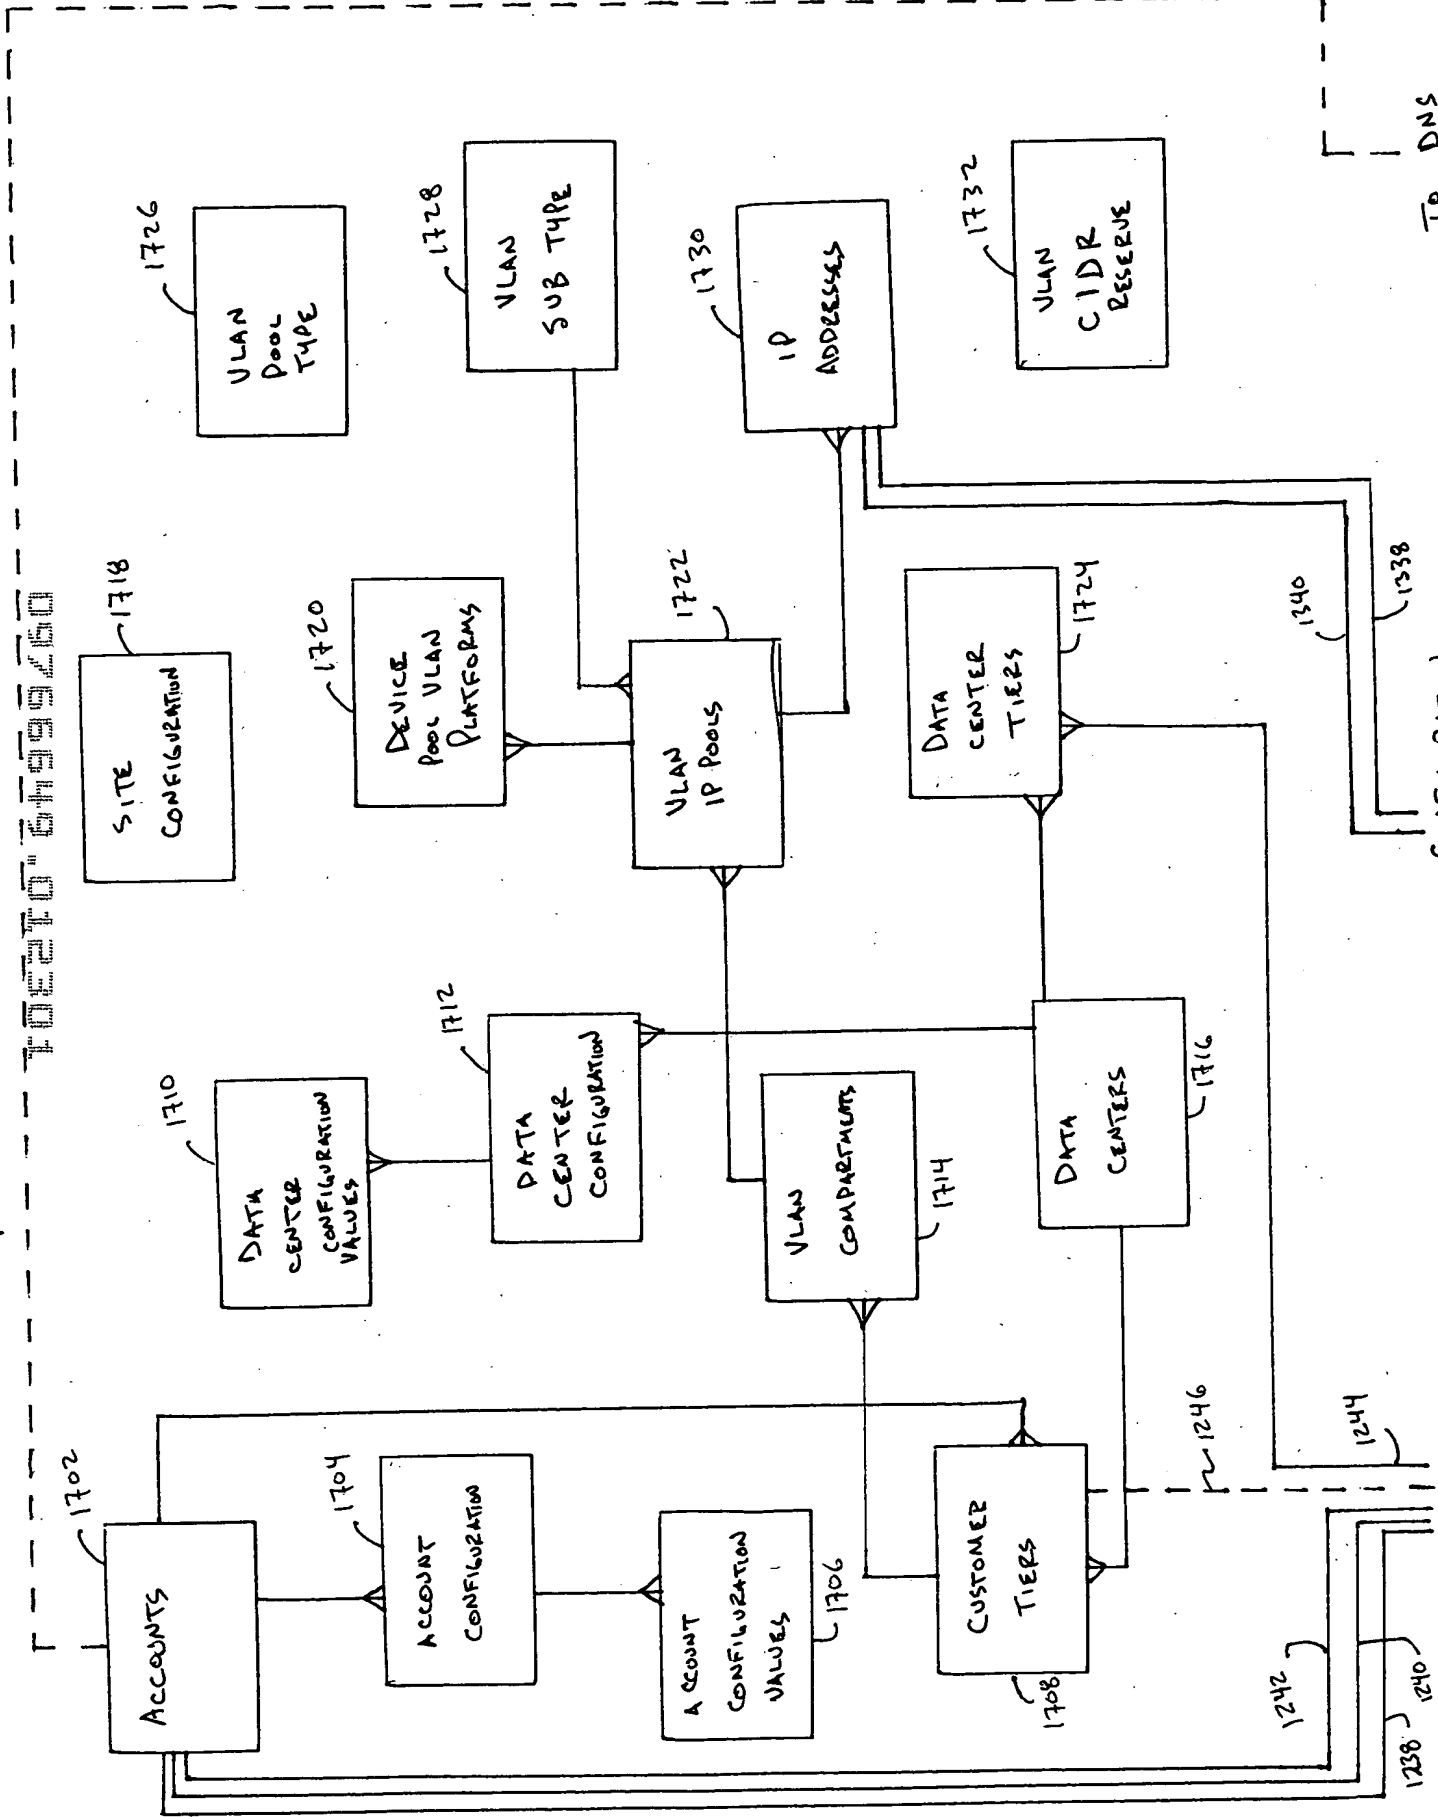 1702
ACCOUNTS
1704
ACCOUNT
CONFIGURATION
ACCOUNT
CONFIGURATION
VALUES
1706
CUSTOMER
TIERS
1708
1710
DATA
CENTER
CONFIGURATION
VALUES
1712
DATA
CENTER
CONFIGURATION
VLAN
COMPARTMENTS
1714
DATA
CENTERS
1716
1718
SITE
CONFIGURATION
1720
DEVICE
POOL VLAN
PLATFORMS
1722
VLAN
IP POOLS
DATA
CENTER
TIERS
1724
1726
VLAN
POOL
TYPE
1728
VLAN
SUB TYPE
1730
IP
ADDRESSES
1732
VLAN
CIDR
RESERVE
1246
1244
1242
1240
1238
1340
1338
TO DNS
09766649.012301